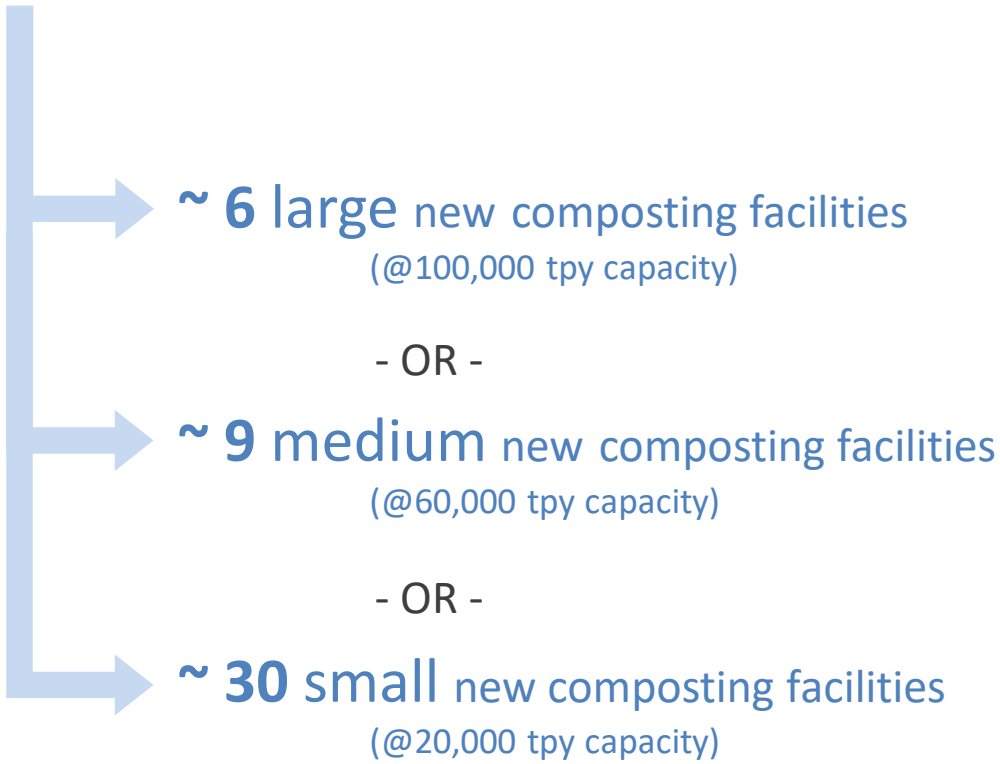 ~ 6 large new composting facilities
(@100,000 tpy capacity)
- OR -
~ 9 medium new composting facilities
(@60,000 tpy capacity)
- OR -
~ 30 small new composting facilities
(@20,000 tpy capacity)